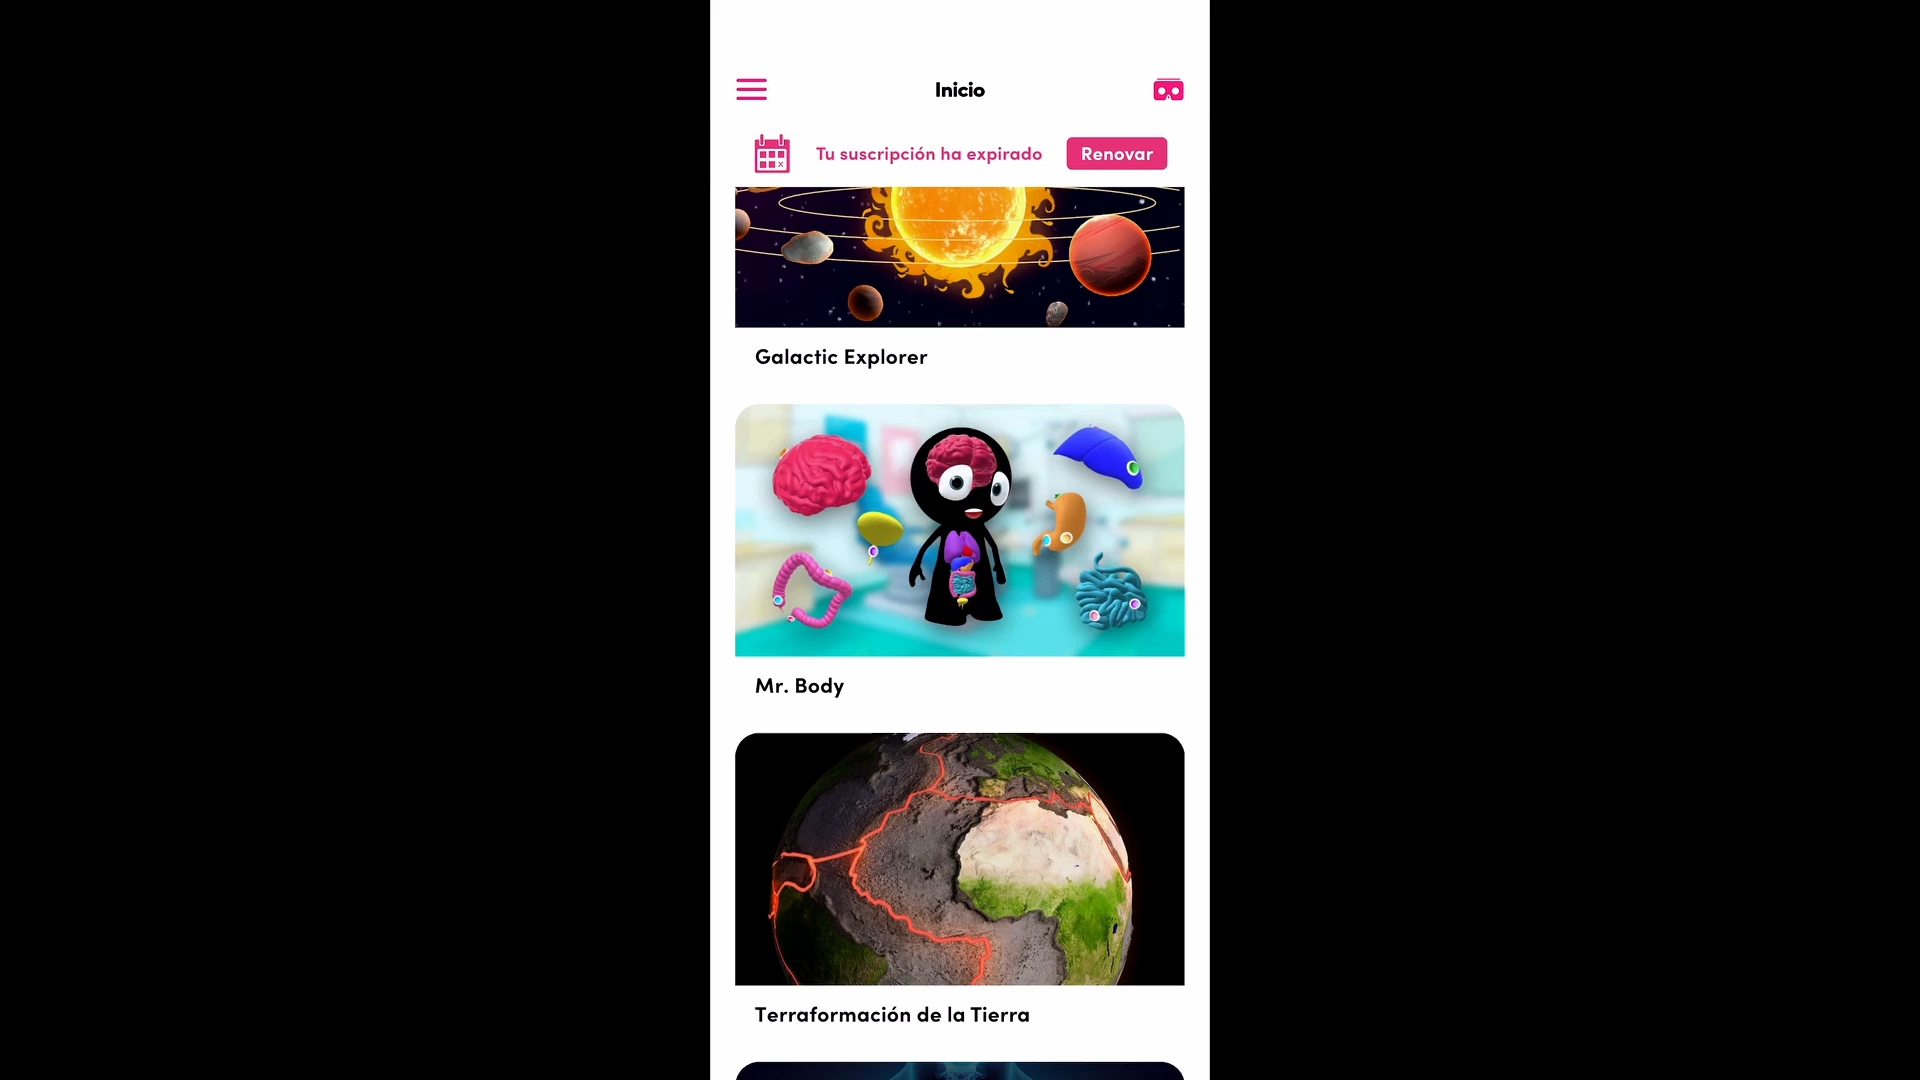 Inicio
Tu suscripción ha expirado
Renovar
Galactic Explorer
Mr. Body
Terraformación de la Tierra